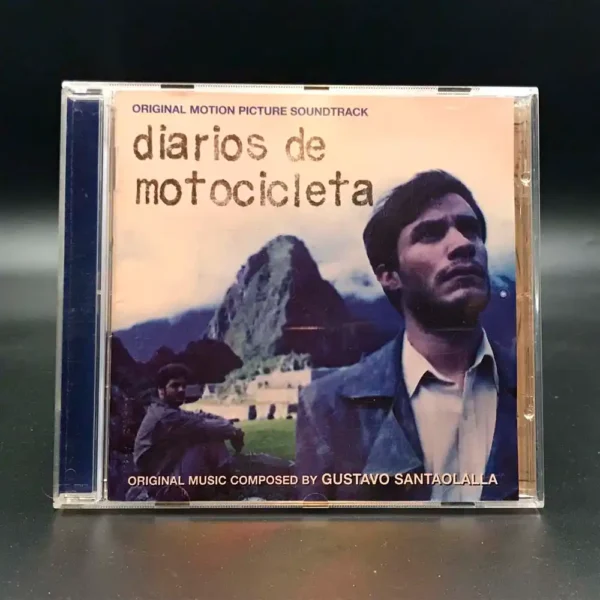 ORIGINAL MOTION PICTURE SOUNDTRACK
diarios de
motocicleta
ORIGINAL MUSIC COMPOSED BY GUSTAVO SANTAOLALLA